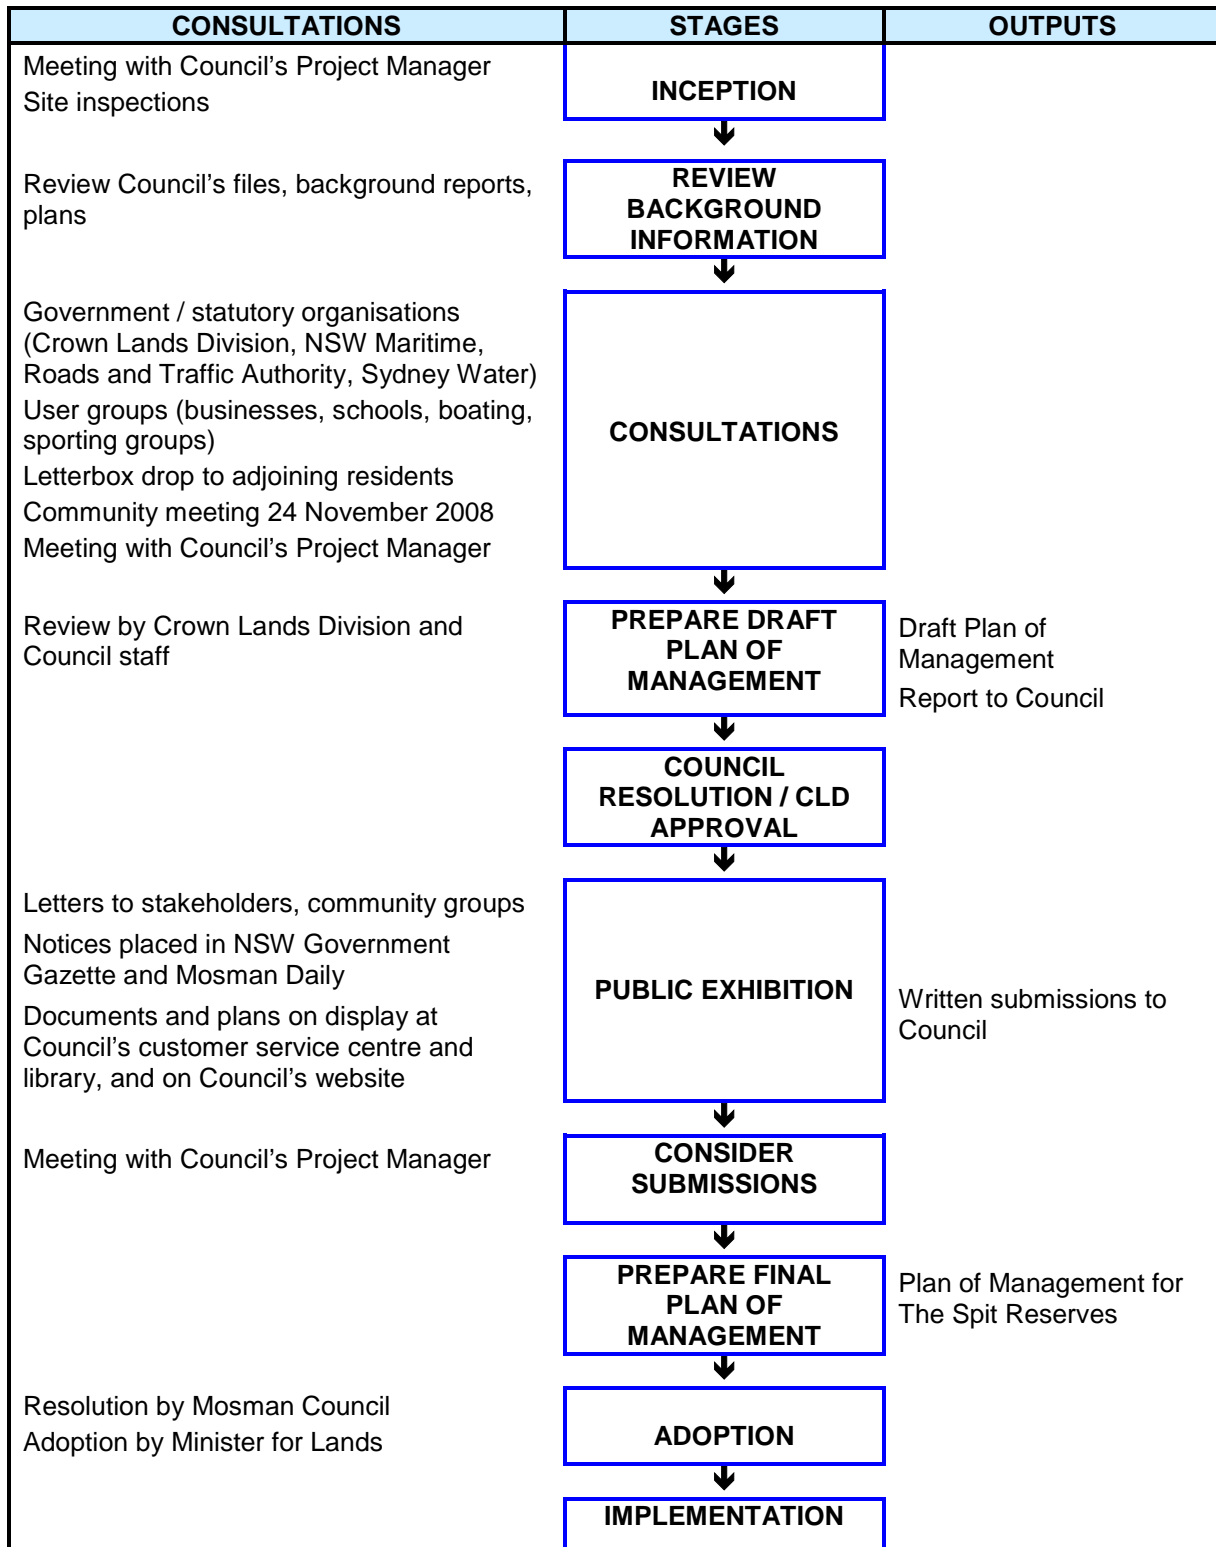 CONSULTATIONS STAGES OUTPUTS
Meeting with Council’s Project Manager
Site inspections
INCEPTION
Review Council’s files, background reports,
plans
REVIEW
BACKGROUND
INFORMATION
Government / statutory organisations
(Crown Lands Division, NSW Maritime,
Roads and Traffic Authority, Sydney Water)
User groups (businesses, schools, boating,
sporting groups)
Letterbox drop to adjoining residents
Community meeting 24 November 2008
Meeting with Council’s Project Manager
CONSULTATIONS
Review by Crown Lands Division and
Council staff
PREPARE DRAFT
PLAN OF
MANAGEMENT
Draft Plan of
Management
Report to Council
COUNCIL
RESOLUTION / CLD
APPROVAL
Letters to stakeholders, community groups
Notices placed in NSW Government
Gazette and Mosman Daily
Documents and plans on display at
Council’s customer service centre and
library, and on Council’s website
PUBLIC EXHIBITION
Written submissions to
Council
Meeting with Council’s Project Manager
CONSIDER
SUBMISSIONS
PREPARE FINAL
PLAN OF
MANAGEMENT
Plan of Management for
The Spit Reserves
Resolution by Mosman Council
Adoption by Minister for Lands
ADOPTION
IMPLEMENTATION